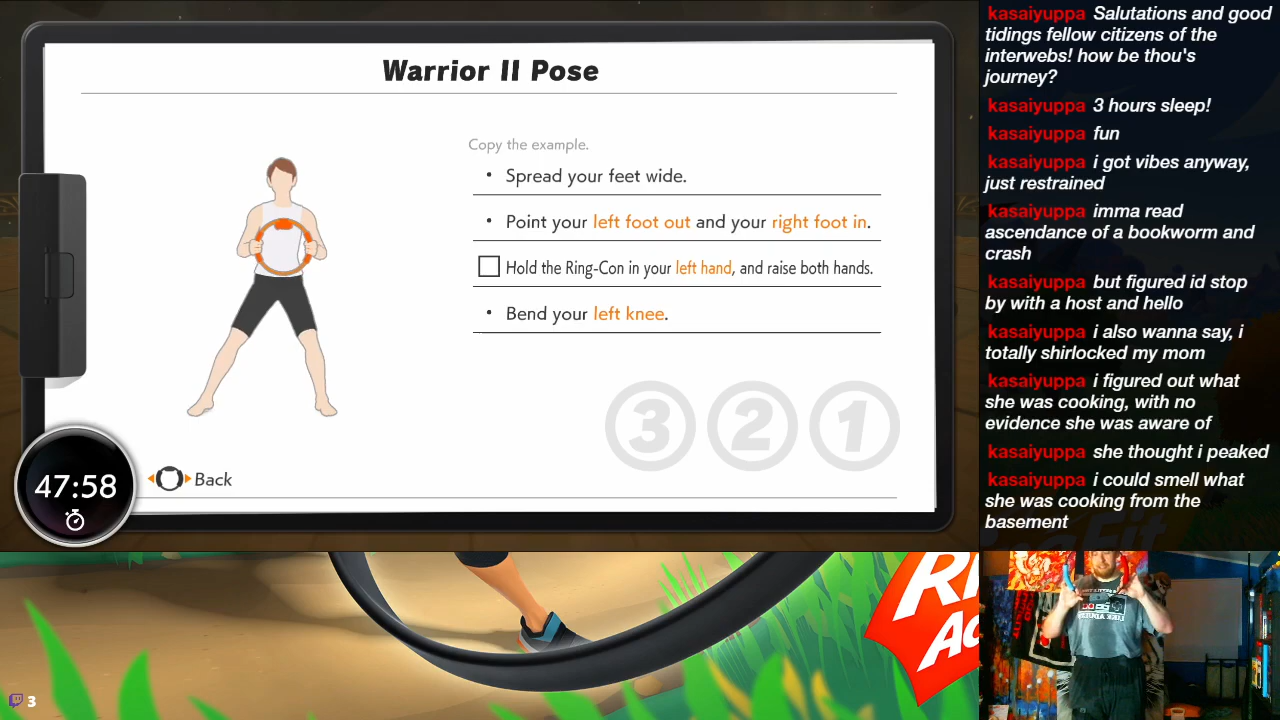 Warrior II Pose
Copy the example.
• Spread your feet wide.
• Point your left foot out and your right foot in.
Hold the Ring-Con in your left hand, and raise both hands.
• Bend your left knee.
3 2 1
Back
47:58
3
kasaiyuppa Salutations and good
tidings fellow citizens of the
interwebs! how be thou's
journey?
kasaiyuppa 3 hours sleep!
kasaiyuppa fun
kasaiyuppa i got vibes anyway,
just restrained
kasaiyuppa imma read
ascendance of a bookworm and
crash
kasaiyuppa but figured id stop
by with a host and hello
kasaiyuppa i also wanna say, i
totally shirlocked my mom
kasaiyuppa i figured out what
she was cooking, with no
evidence she was aware of
kasaiyuppa she thought i peaked
kasaiyuppa i could smell what
she was cooking from the
basement